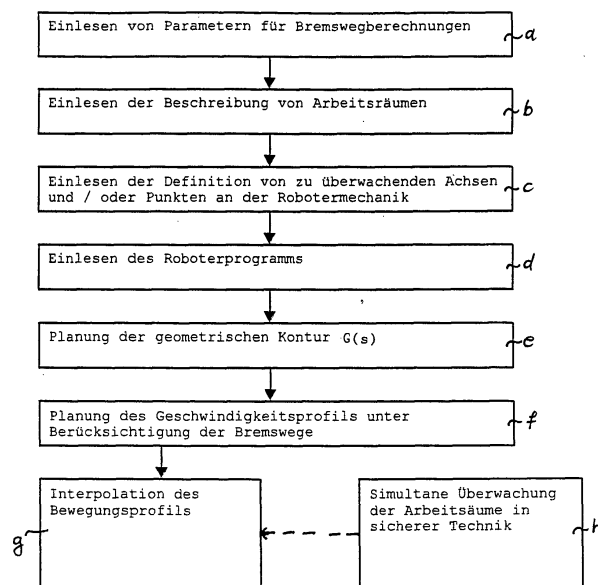 Einlesen von Parametern für Bremswegberechnungen
a
Einlesen der Beschreibung von Arbeitsräumen
b
Einlesen der Definition von zu überwachenden Achsen
und / oder Punkten an der Robotermechanik
c
Einlesen des Roboterprogramms
d
Planung der geometrischen Kontur G(s)
e
Planung des Geschwindigkeitsprofils unter
Berücksichtigung der Bremswege
f
Interpolation des
Bewegungsprofils
g
Simultane Überwachung
der Arbeitsäume in
sicherer Technik